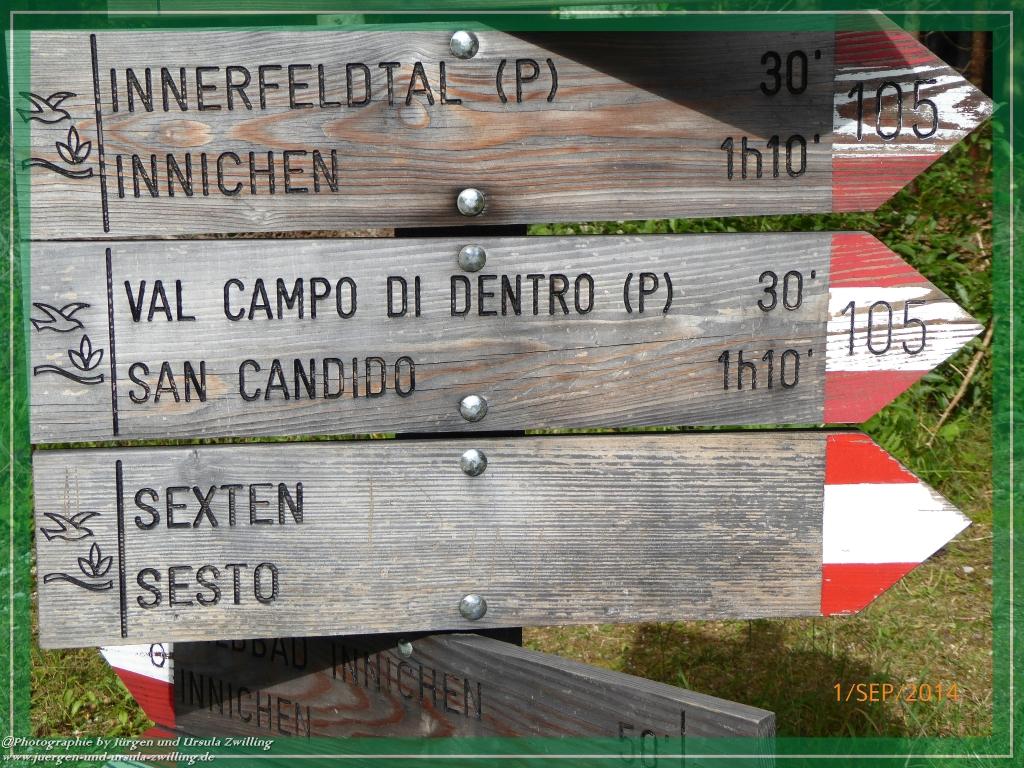 INNERFELDTAL (P) 30' 105
INNICHEN 1h10'
VAL CAMPO DI DENTRO (P) 30' 105
SAN CANDIDO 1h10'
SEXTEN
SESTO
INNICHEN
INNICHEN 50'
1/SEP/2014
@Photographie by Jürgen und Ursula Zwilling
www.juergen-und-ursula-zwilling.de